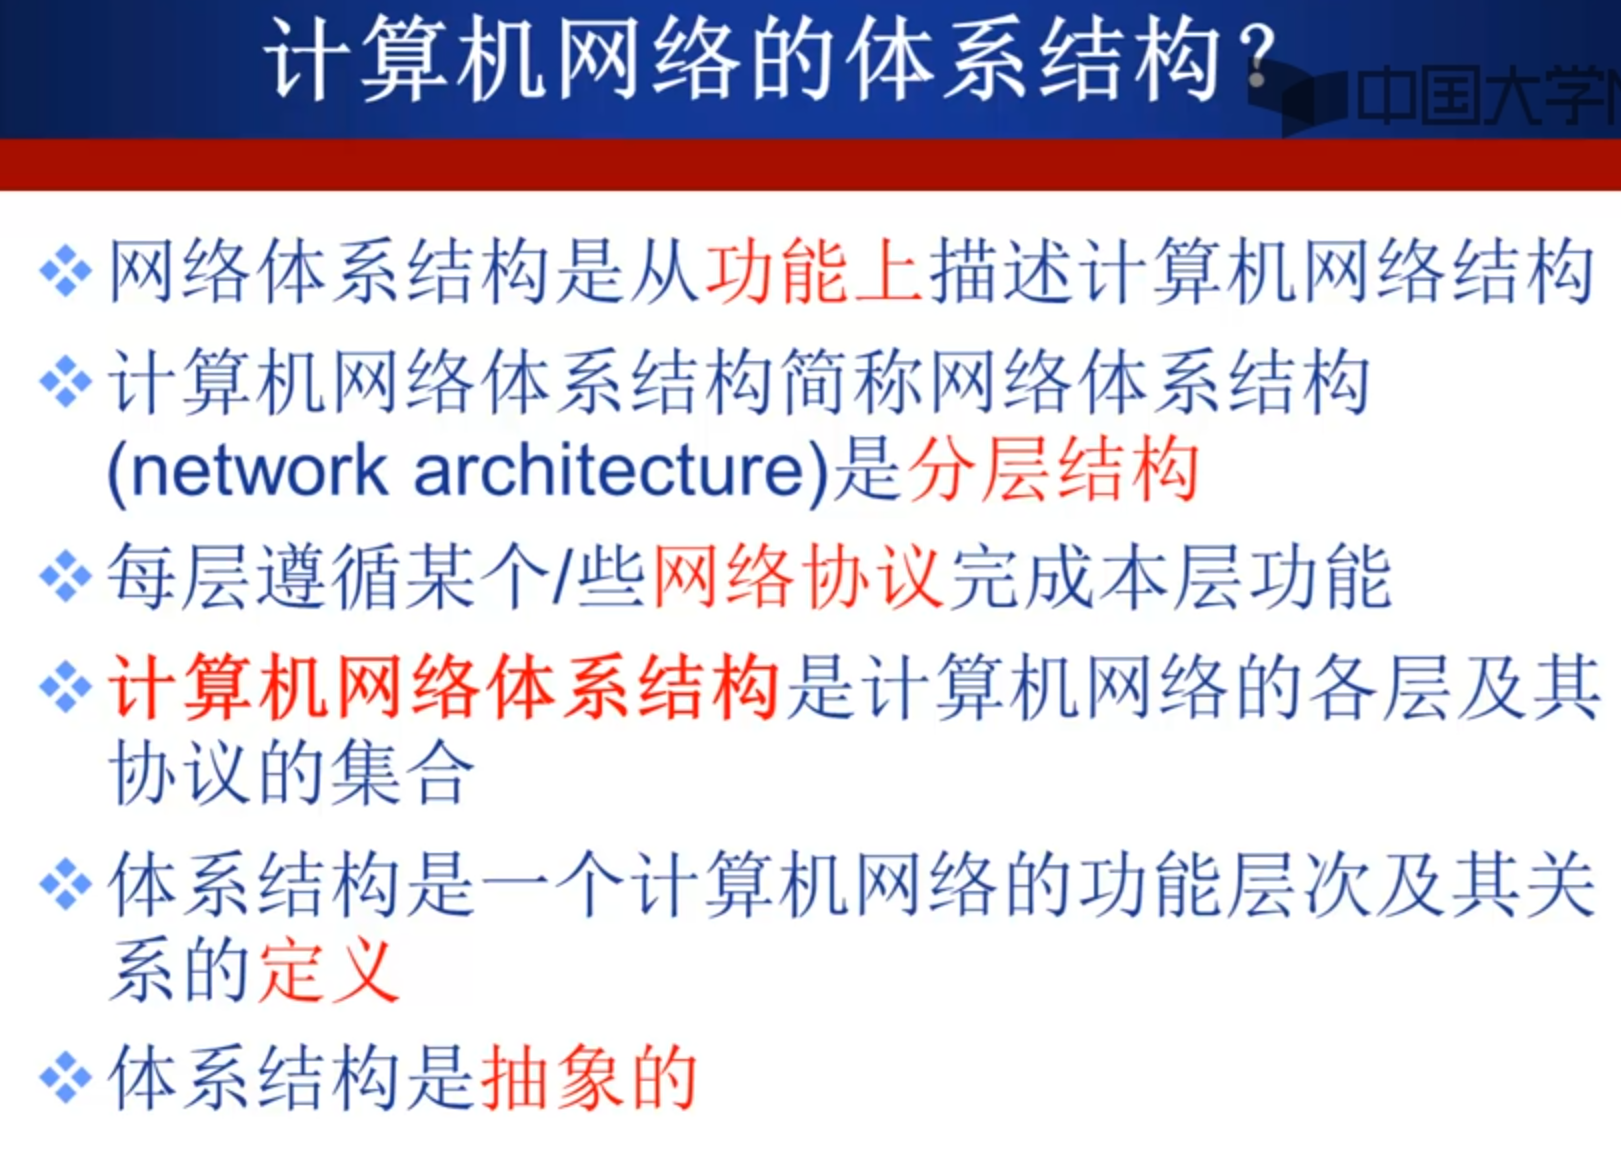 计算机网络的体系结构？
中国大学
网络体系结构是从功能上描述计算机网络结构
计算机网络体系结构简称网络体系结构
(network architecture)是分层结构
每层遵循某个/些网络协议完成本层功能
计算机网络体系结构是计算机网络的各层及其
协议的集合
体系结构是一个计算机网络的功能层次及其关
系的定义
体系结构是抽象的